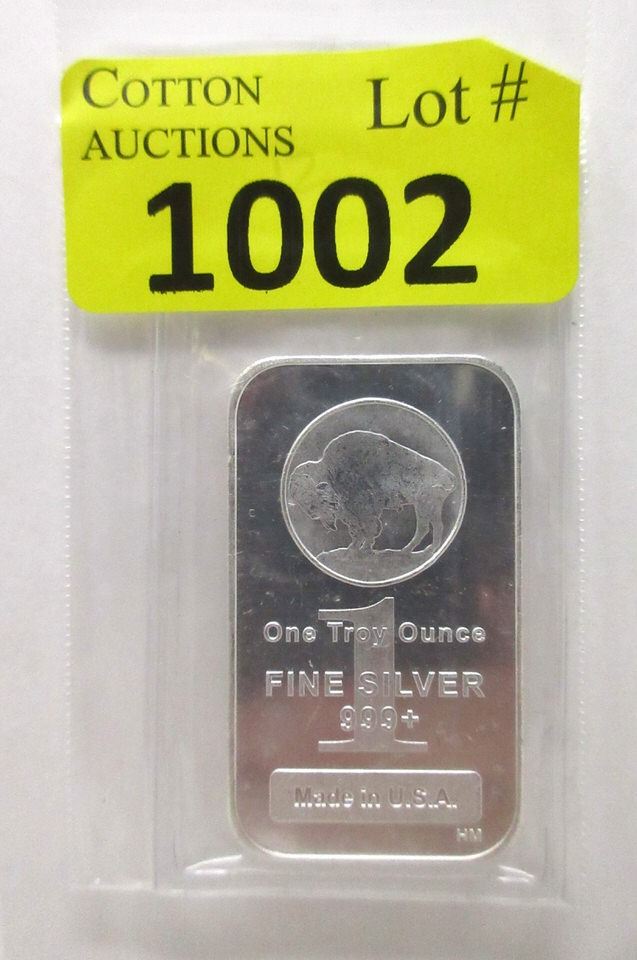 COTTON AUCTIONS
Lot #
1002
One Troy Ounce
1
FINE SILVER
999+
Made in U.S.A.
HM